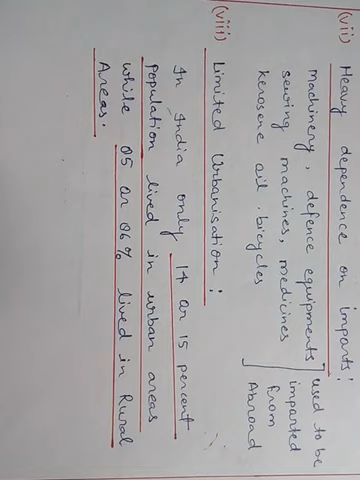 (vii) Heavy dependence on imports:
machinery, defence equipments
sewing machines, medicines
kerosene oil. bicycles
used to be
imported
from
Abroad
(viii) Limited Urbanisation:
In India only 14 or 15 percent
population lived in urban areas
while 85 or 86% lived in Rural
Areas.